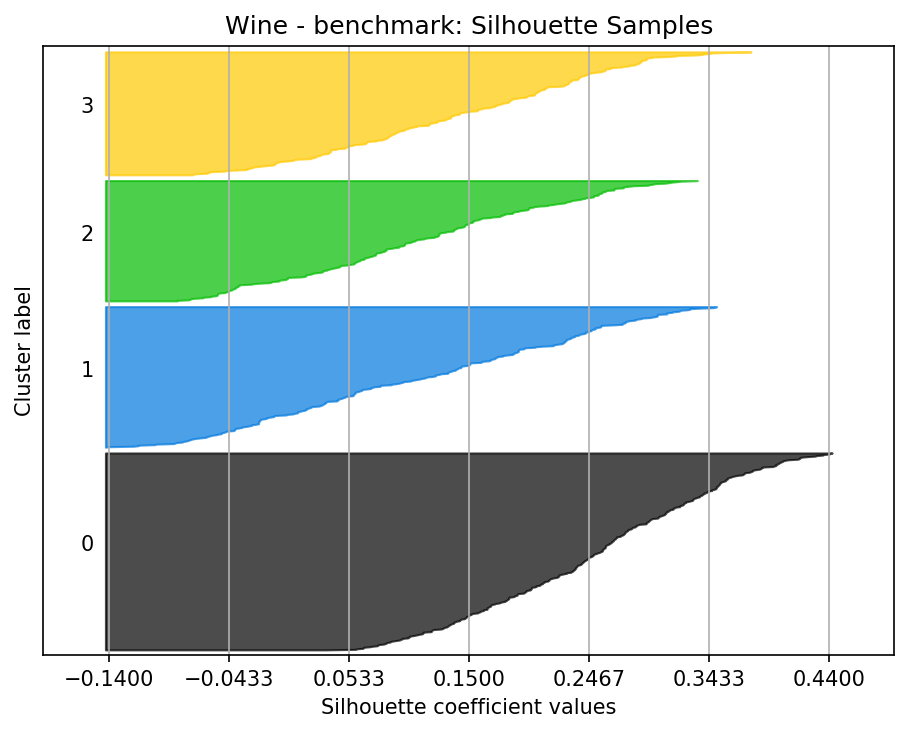 Wine - benchmark: Silhouette Samples
3
2
1
0
Cluster label
−0.1400 −0.0433 0.0533 0.1500 0.2467 0.3433 0.4400
Silhouette coefficient values